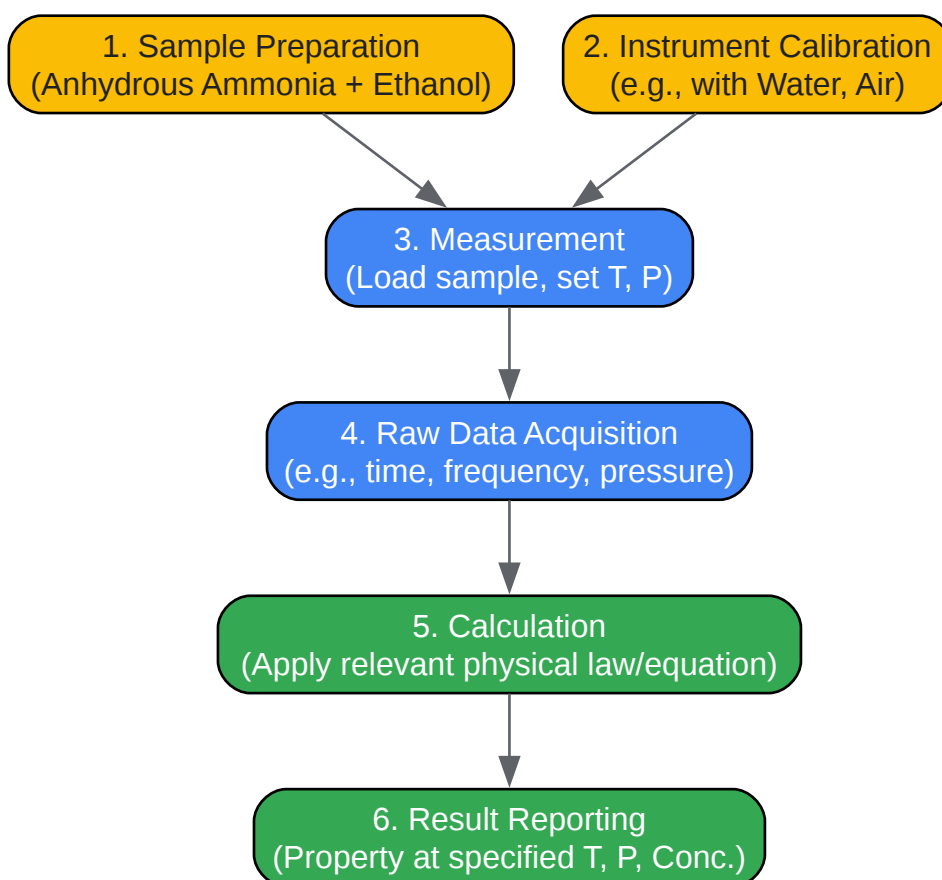 1. Sample Preparation
(Anhydrous Ammonia + Ethanol)
2. Instrument Calibration
(e.g., with Water, Air)
3. Measurement
(Load sample, set T, P)
4. Raw Data Acquisition
(e.g., time, frequency, pressure)
5. Calculation
(Apply relevant physical law/equation)
6. Result Reporting
(Property at specified T, P, Conc.)